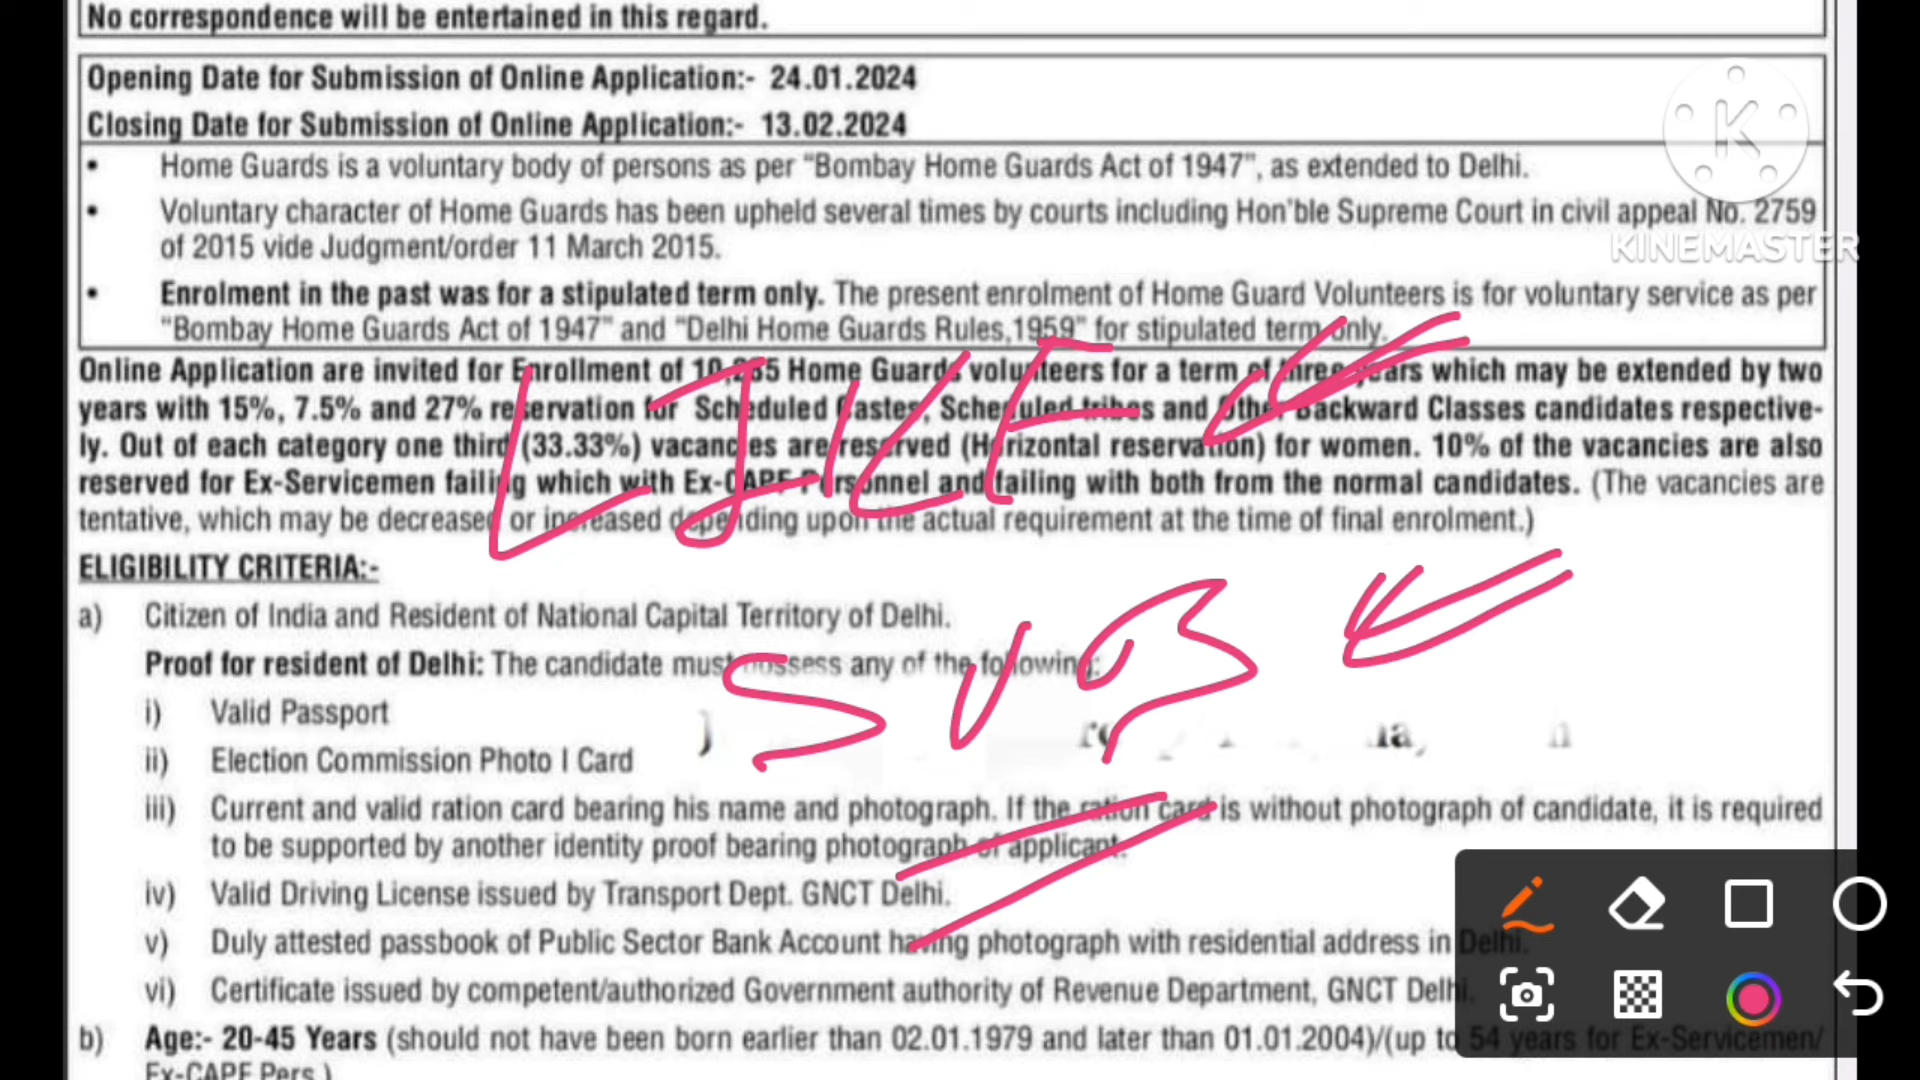 No correspondence will be entertained in this regard.
Opening Date for Submission of Online Application:- 24.01.2024
Closing Date for Submission of Online Application:- 13.02.2024
• Home Guards is a voluntary body of persons as per “Bombay Home Guards Act of 1947”, as extended to Delhi.
• Voluntary character of Home Guards has been upheld several times by courts including Hon’ble Supreme Court in civil appeal No. 2759
of 2015 vide Judgment/order 11 March 2015.
KINEMASTER
• Enrolment in the past was for a stipulated term only. The present enrolment of Home Guard Volunteers is for voluntary service as per
“Bombay Home Guards Act of 1947” and “Delhi Home Guards Rules,1959” for stipulated term only.
Online Application are invited for Enrollment of Home Guards volunteers for a term of three years which may be extended by two
years with 15%, 7.5% and 27% reservation for Scheduled Castes, Scheduled tribes and Other Backward Classes candidates respective-
ly. Out of each category one third (33.33%) vacancies are reserved (Horizontal reservation) for women. 10% of the vacancies are also
reserved for Ex-Servicemen failing which with Ex-CAPF Personnel and failing with both from the normal candidates. (The vacancies are
tentative, which may be decreased or increased depending upon the actual requirement at the time of final enrolment.)
LIKE
ELIGIBILITY CRITERIA:-
a) Citizen of India and Resident of National Capital Territory of Delhi.
Proof for resident of Delhi: The candidate must possess any of the following:
SUB
i) Valid Passport
ii) Election Commission Photo I Card
iii) Current and valid ration card bearing his name and photograph. If the ration card is without photograph of candidate, it is required
to be supported by another identity proof bearing photograph of applicant.
iv) Valid Driving License issued by Transport Dept. GNCT Delhi.
v) Duly attested passbook of Public Sector Bank Account having photograph with residential address in Delhi.
vi) Certificate issued by competent/authorized Government authority of Revenue Department, GNCT Delhi.
b) Age:- 20-45 Years (should not have been born earlier than 02.01.1979 and later than 01.01.2004)/(up to 54 years for Ex-Servicemen/
Ex-CAPF Pers.)